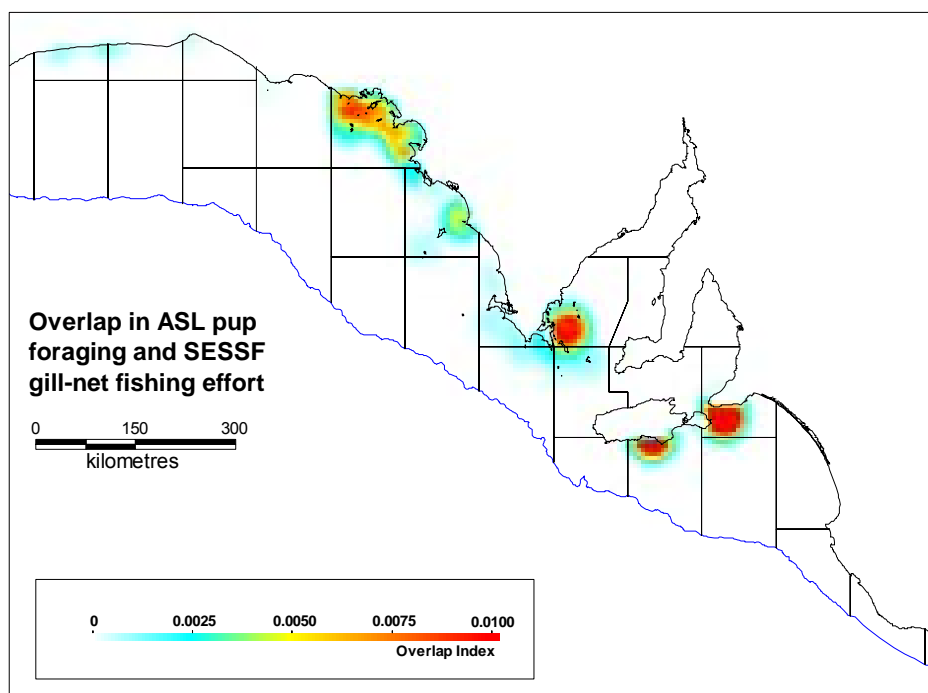 Overlap in ASL pup
foraging and SESSF
gill-net fishing effort
0 150 300
kilometres
0 0.0025 0.0050 0.0075 0.0100
Overlap Index